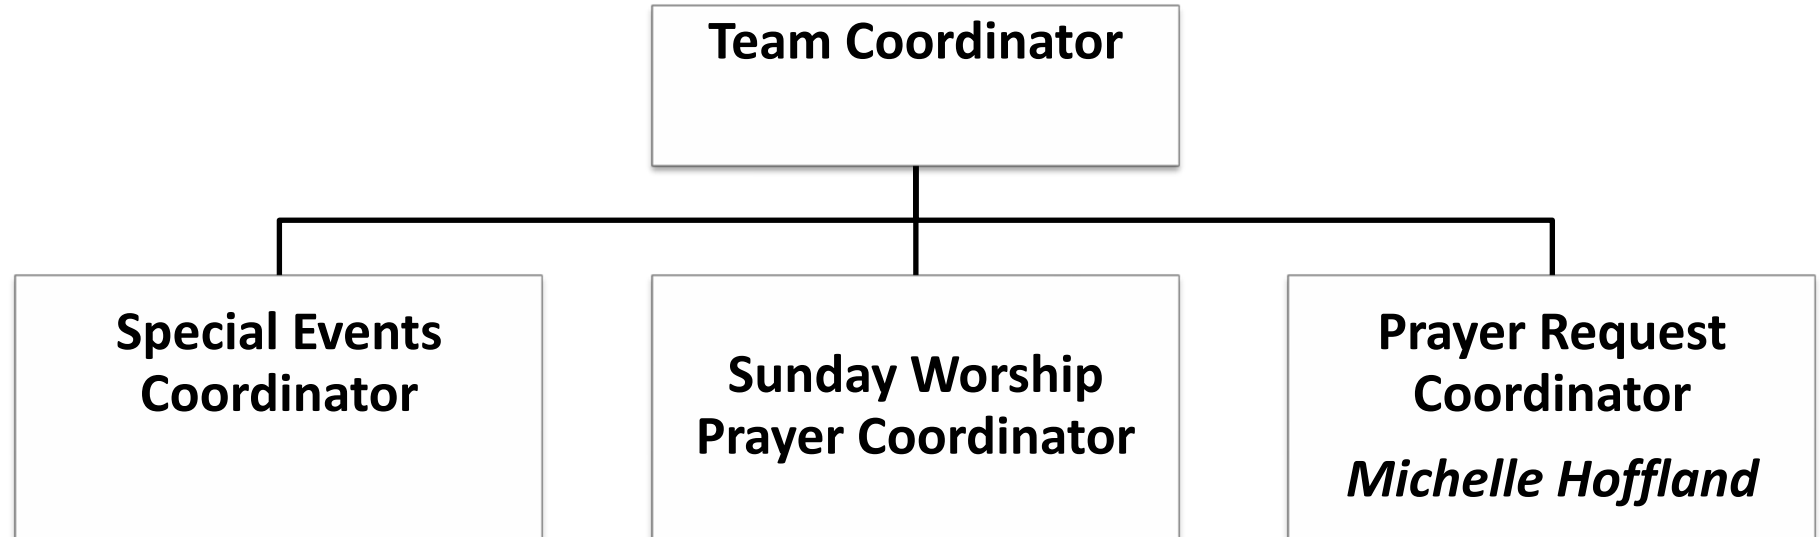 Team Coordinator
Special Events
Coordinator
Sunday Worship
Prayer Coordinator
Prayer Request
Coordinator
Michelle Hoffland